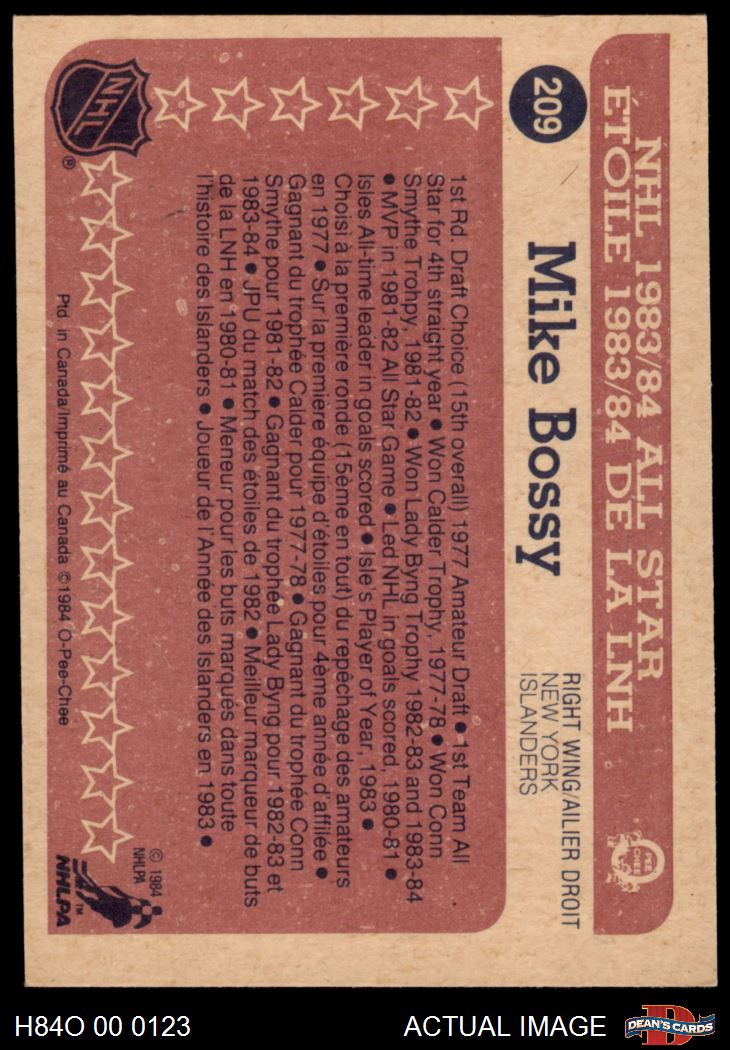 NHL 1983/84 ALL STAR
ÉTOILE 1983/84 DE LA LNH
OPEE CHEE
209
Mike Bossy
RIGHT WING/AILIER DROIT
NEW YORK
ISLANDERS
1st Rd. Draft Choice (15th overall) 1977 Amateur Draft • 1st Team All
Star for 4th straight year • Won Calder Trophy, 1977-78 • Won Conn
Smythe Trohpy, 1981-82 • Won Lady Byng Trophy 1982-83 and 1983-84
• MVP in 1981-82 All Star Game • Led NHL in goals scored, 1980-81 •
Isles All-time leader in goals scored • Isle's Player of Year, 1983 •
Choisi à la première ronde (15ème en tout) du repêchage des amateurs
en 1977 • Sur la première équipe d'étoiles pour 4ème année d'affilée •
Gagnant du trophée Calder pour 1977-78 • Gagnant du trophée Conn
Smythe pour 1981-82 • Gagnant du trophée Lady Byng pour 1982-83 et
1983-84 • JPU du match des étoiles de 1982 • Meilleur marqueur de buts
de la LNH en 1980-81 • Meneur pour les buts marqués dans toute
l'histoire des Islanders • Joueur de l'Année des Islanders en 1983 •
NHL ®
© 1984
NHLPA
NHLPA ™
Ptd. in Canada/Imprimé au Canada © 1984 O-Pee-Chee
H84O 00 0123
ACTUAL IMAGE
D
DEAN'S CARDS